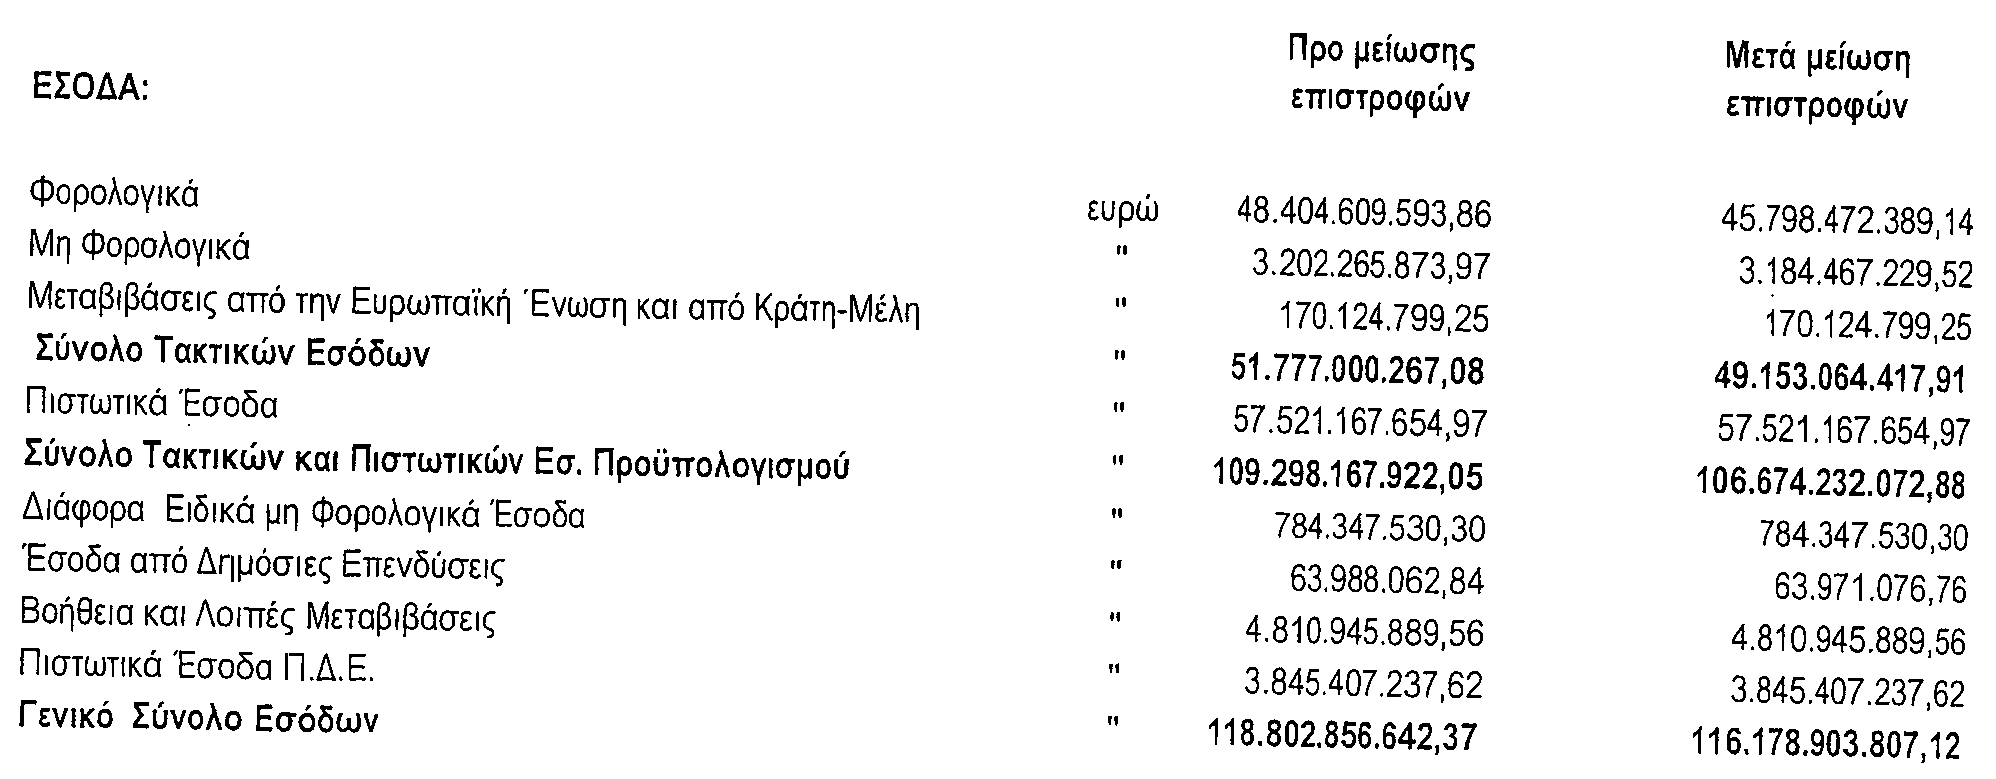 ΕΣΟΔΑ: Προ μείωσης Μετά μείωση
επιστροφών επιστροφών
Φορολογικά ευρώ 48.404.609.593,86 45.798.472.389,14
Μη Φορολογικά " 3.202.265.873,97 3.184.467.229,52
Μεταβιβάσεις από την Ευρωπαϊκή Ένωση και από Κράτη-Μέλη " 170.124.799,25 170.124.799,25
Σύνολο Τακτικών Εσόδων " 51.777.000.267,08 49.153.064.417,91
Πιστωτικά Έσοδα " 57.521.167.654,97 57.521.167.654,97
Σύνολο Τακτικών και Πιστωτικών Εσ. Προϋπολογισμού " 109.298.167.922,05 106.674.232.072,88
Διάφορα Ειδικά μη Φορολογικά Έσοδα " 784.347.530,30 784.347.530,30
Έσοδα από Δημόσιες Επενδύσεις " 63.988.062,84 63.971.076,76
Βοήθεια και Λοιπές Μεταβιβάσεις " 4.810.945.889,56 4.810.945.889,56
Πιστωτικά Έσοδα Π.Δ.Ε. " 3.845.407.237,62 3.845.407.237,62
Γενικό Σύνολο Εσόδων " 118.802.856.642,37 116.178.903.807,12